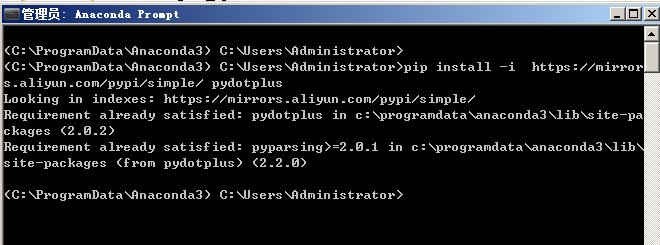 管理员: Anaconda Prompt
(C:\ProgramData\Anaconda3) C:\Users\Administrator>
(C:\ProgramData\Anaconda3) C:\Users\Administrator>pip install -i  https://mirror
s.aliyun.com/pypi/simple/ pydotplus
Looking in indexes: https://mirrors.aliyun.com/pypi/simple/
Requirement already satisfied: pydotplus in c:\programdata\anaconda3\lib\site-pa
ckages (2.0.2)
Requirement already satisfied: pyparsing>=2.0.1 in c:\programdata\anaconda3\lib\
site-packages (from pydotplus) (2.2.0)
(C:\ProgramData\Anaconda3) C:\Users\Administrator>